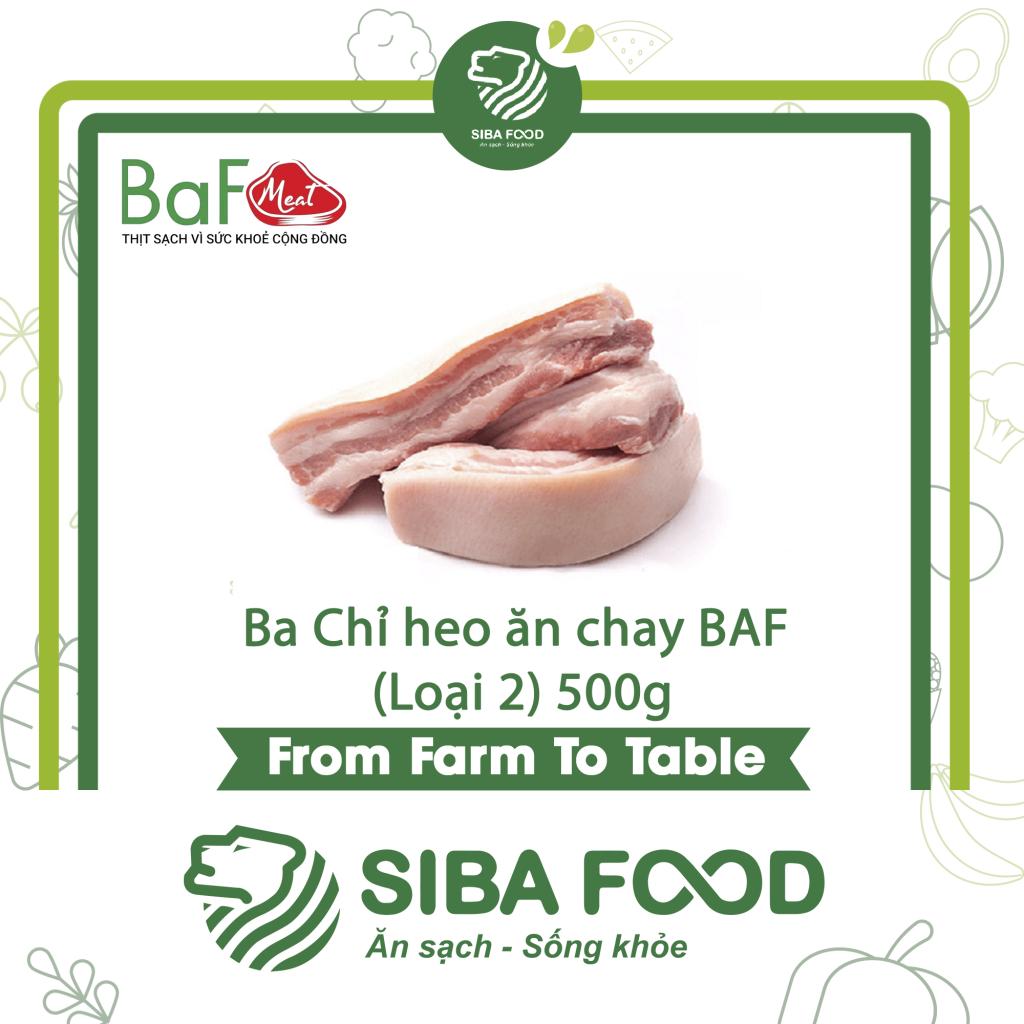 SIBA FOOD
Ăn sạch - Sống khỏe
BaF Meat
THỊT SẠCH VÌ SỨC KHOẺ CỘNG ĐỒNG
Ba Chỉ heo ăn chay BAF
(Loại 2) 500g
From Farm To Table
SIBA FOOD
Ăn sạch - Sống khỏe